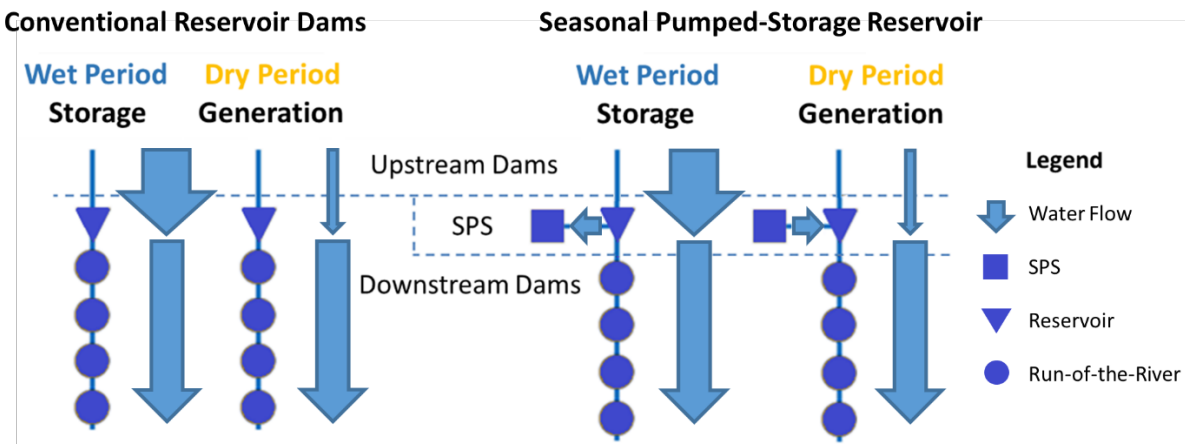 Conventional Reservoir Dams
Seasonal Pumped-Storage Reservoir
Wet Period
Storage
Dry Period
Generation
Wet Period
Storage
Dry Period
Generation
Upstream Dams
SPS
Downstream Dams
Legend
Water Flow
SPS
Reservoir
Run-of-the-River